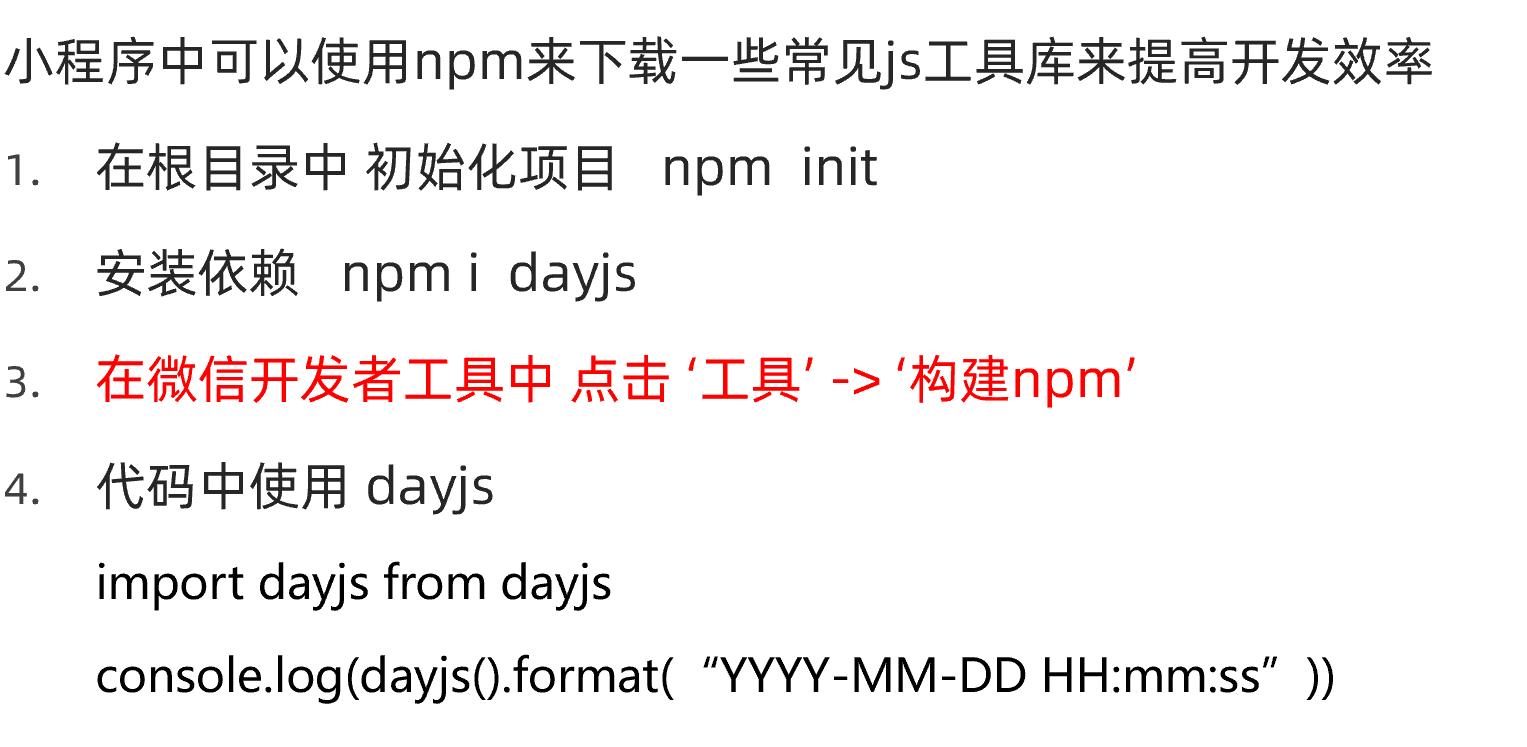 小程序中可以使用npm来下载一些常见js工具库来提高开发效率
1. 在根目录中 初始化项目 npm init
2. 安装依赖 npm i dayjs
3. 在微信开发者工具中 点击 ‘工具’ -> ‘构建npm’
4. 代码中使用 dayjs
import dayjs from dayjs
console.log(dayjs().format(“YYYY-MM-DD HH:mm:ss”))